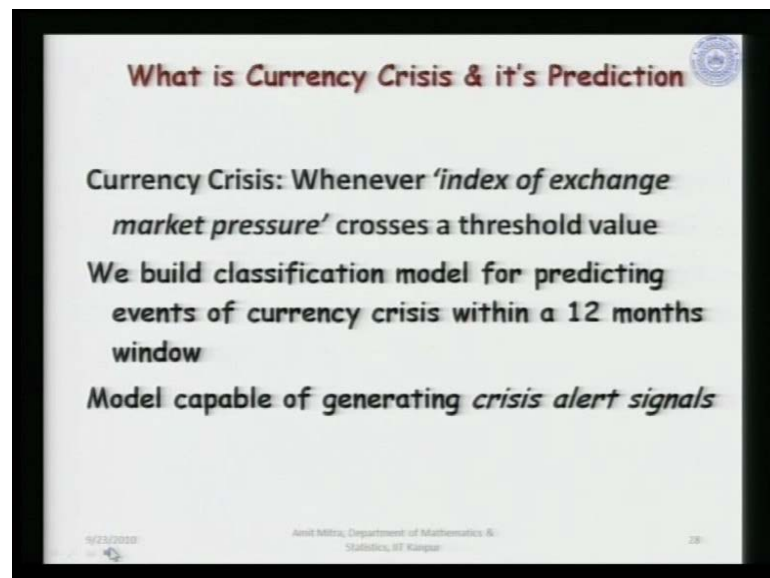 What is Currency Crisis & it's Prediction
Currency Crisis: Whenever 'index of exchange
market pressure' crosses a threshold value
We build classification model for predicting
events of currency crisis within a 12 months
window
Model capable of generating crisis alert signals
9/23/2010
Amit Mitra, Department of Mathematics &
Statistics, IIT Kanpur
28